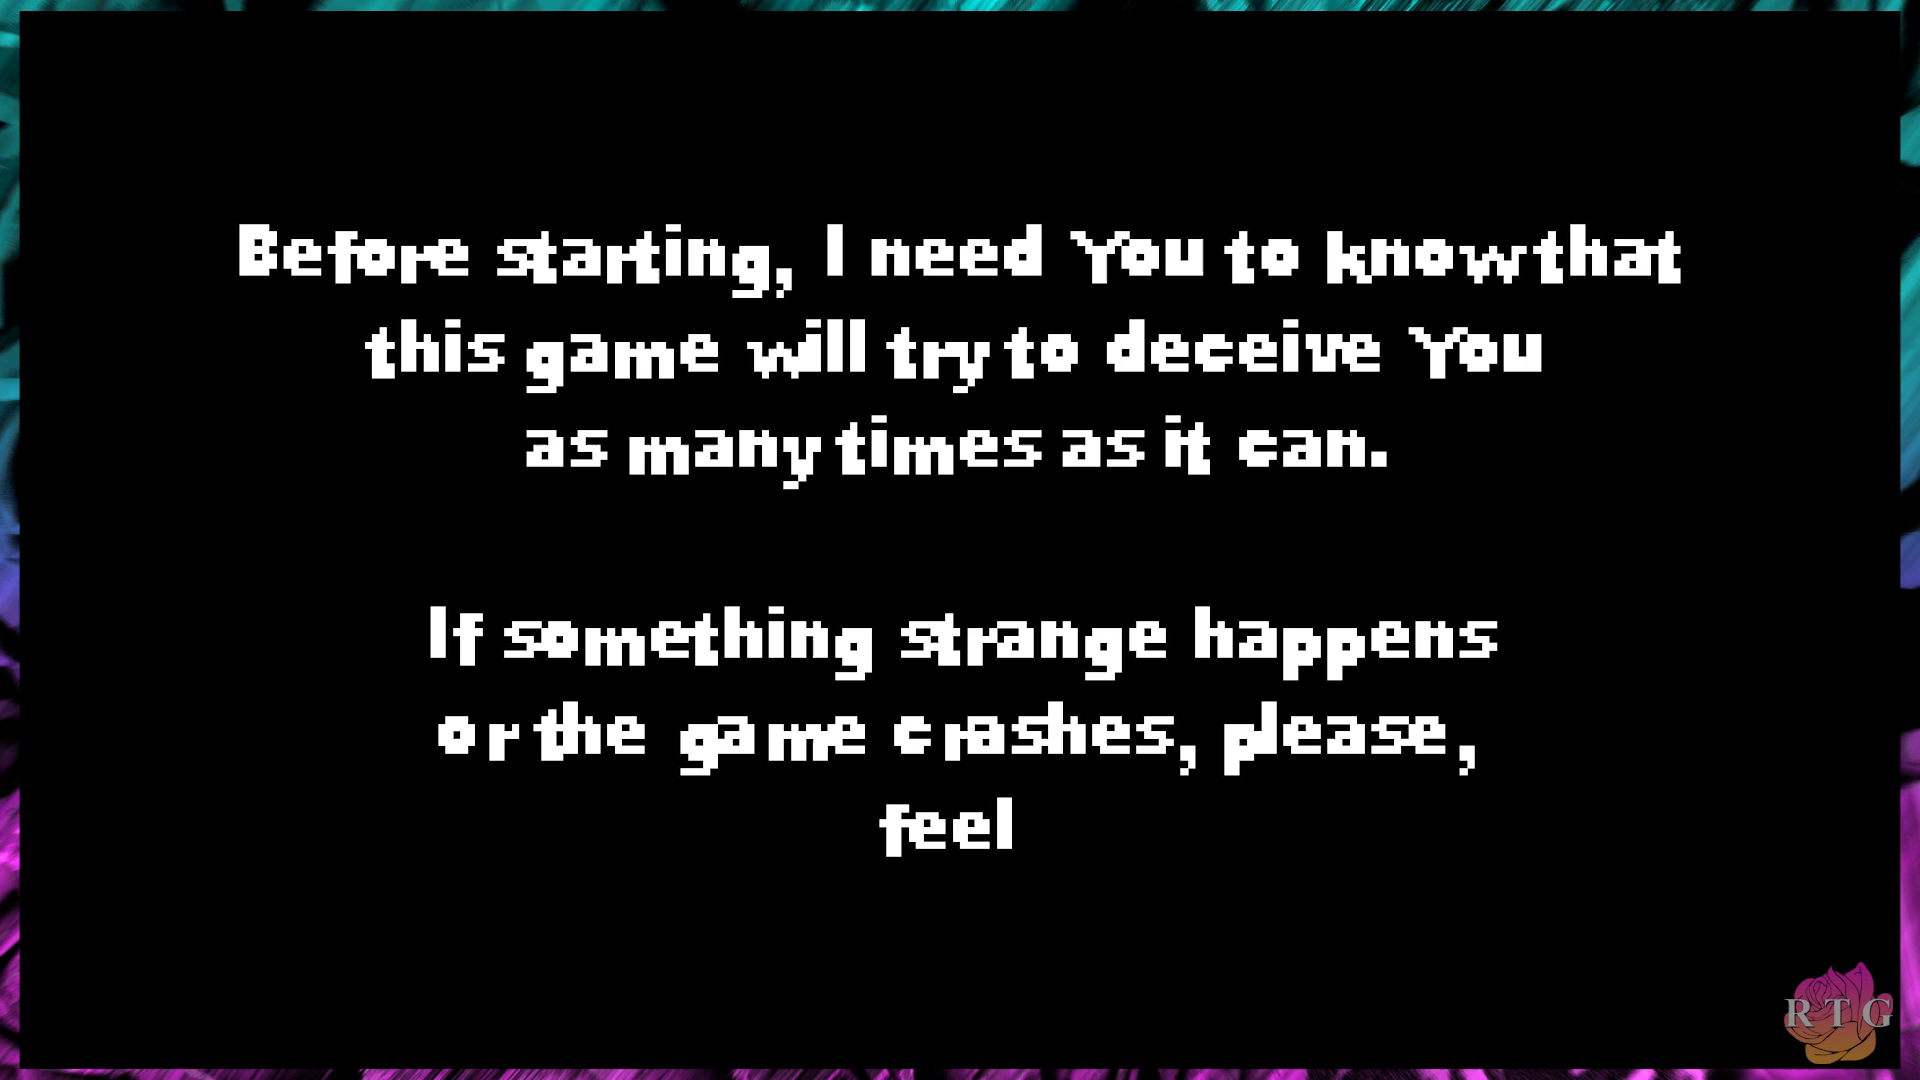 Before starting, I need You to know that
this game will try to deceive You
as many times as it can.
If something strange happens
or the game crashes, please,
feel
RTG